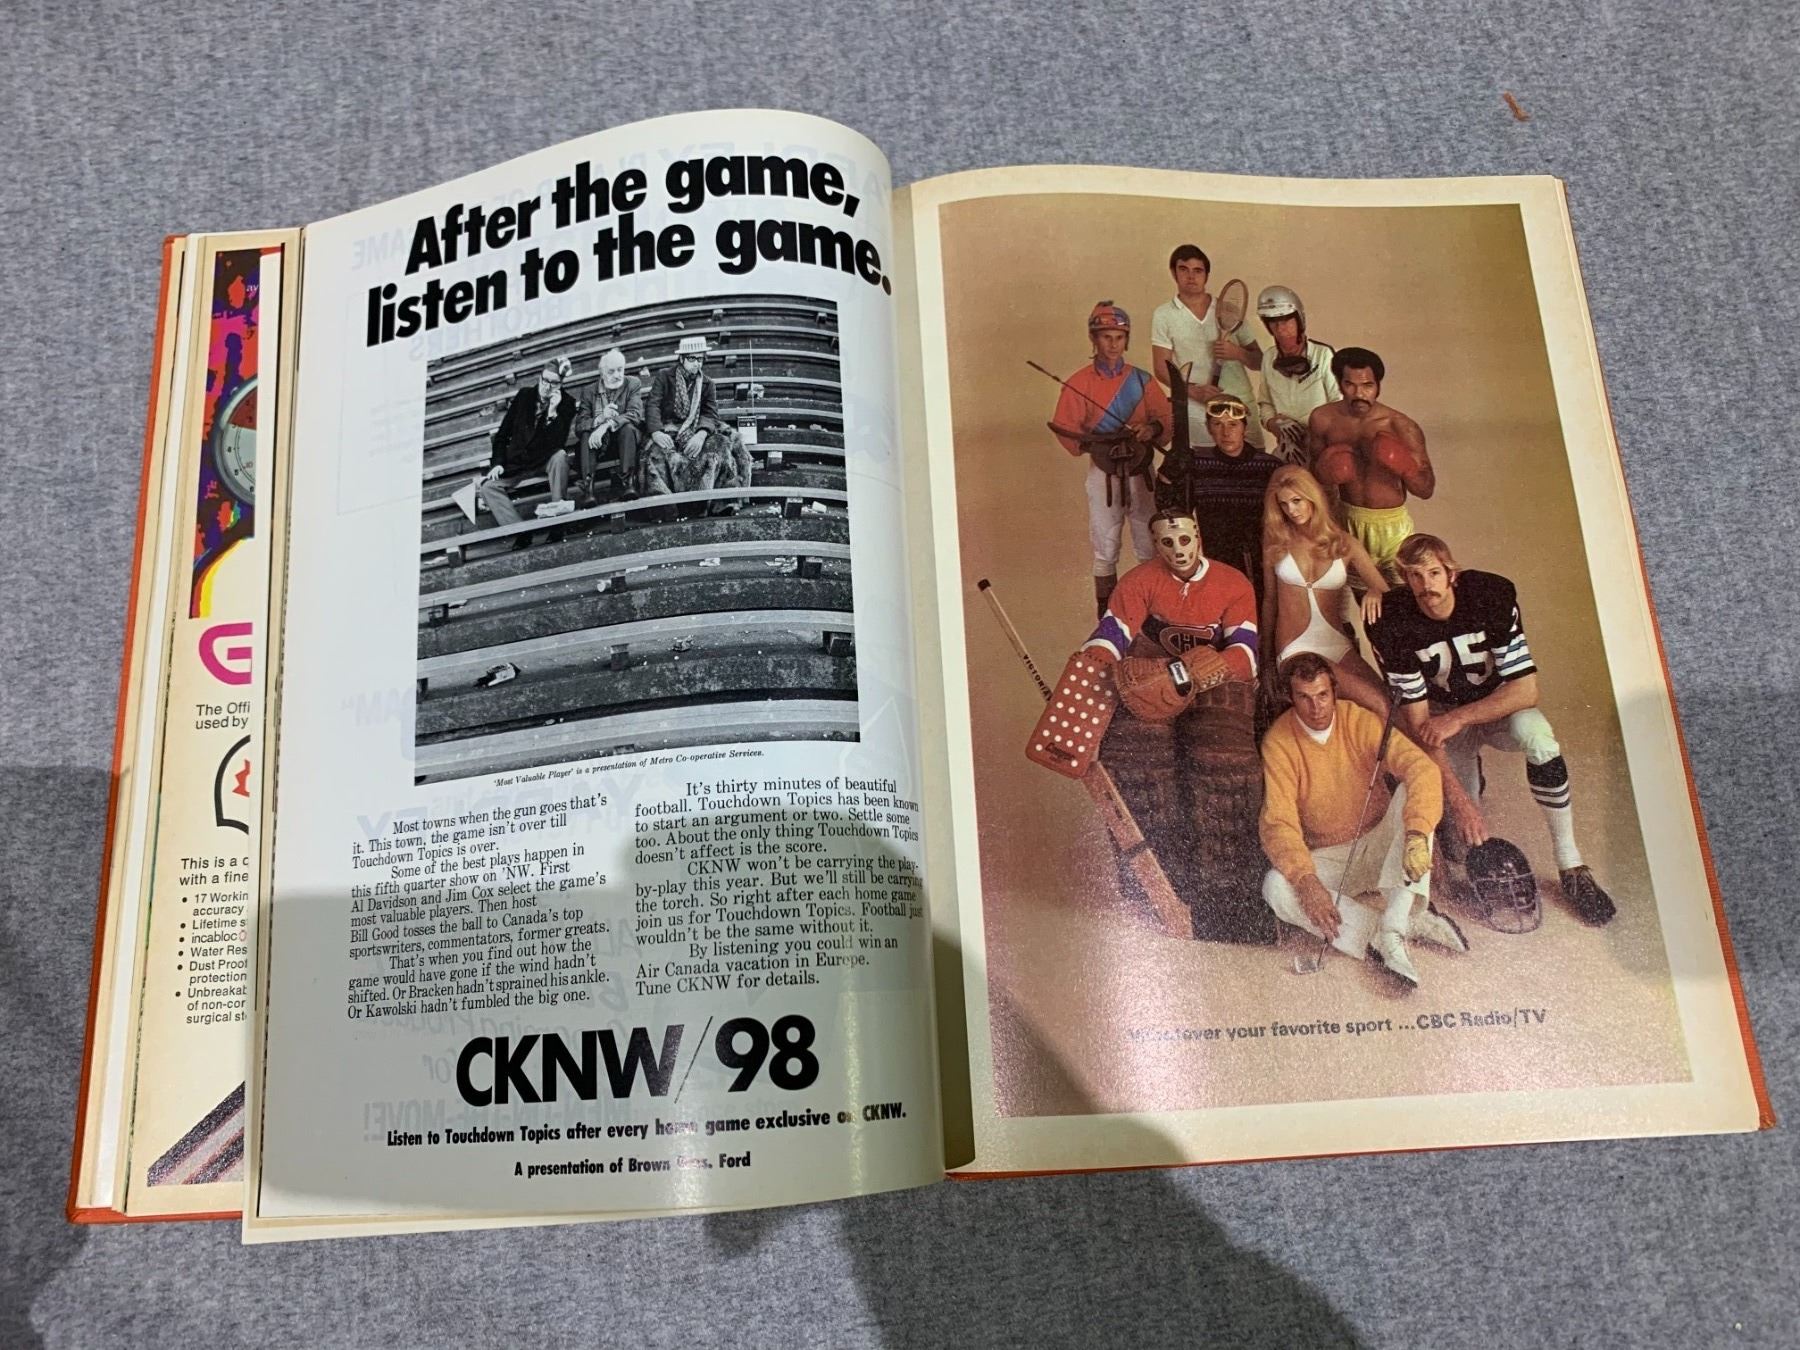 The Offi
used by
This is a c
with a fine
• 17 Workin
accuracy
• Lifetime s
• incabloc
• Water Res
• Dust Proof
protection
• Unbreakab
of non-cor
surgical st
After the game,
listen to the game.
'Most Valuable Player' is a presentation of Metro Co-operative Services.
Most towns when the gun goes that's
it. This town, the game isn't over till
Touchdown Topics is over.
Some of the best plays happen in
this fifth quarter show on 'NW. First
Al Davidson and Jim Cox select the game's
most valuable players. Then host
Bill Good tosses the ball to Canada's top
sportswriters, commentators, former greats.
That's when you find out how the
game would have gone if the wind hadn't
shifted. Or Bracken hadn't sprained his ankle.
Or Kawolski hadn't fumbled the big one.
It's thirty minutes of beautiful
football. Touchdown Topics has been known
to start an argument or two. Settle some
too. About the only thing Touchdown Topics
doesn't affect is the score.
CKNW won't be carrying the play-
by-play this year. But we'll still be carrying
the torch. So right after each home game
join us for Touchdown Topics. Football just
wouldn't be the same without it.
By listening you could win an
Air Canada vacation in Europe.
Tune CKNW for details.
CKNW/98
Listen to Touchdown Topics after every home game exclusive on CKNW.
A presentation of Brown Bros. Ford
VICTORIA
75
your favorite sport ...CBC Radio/TV